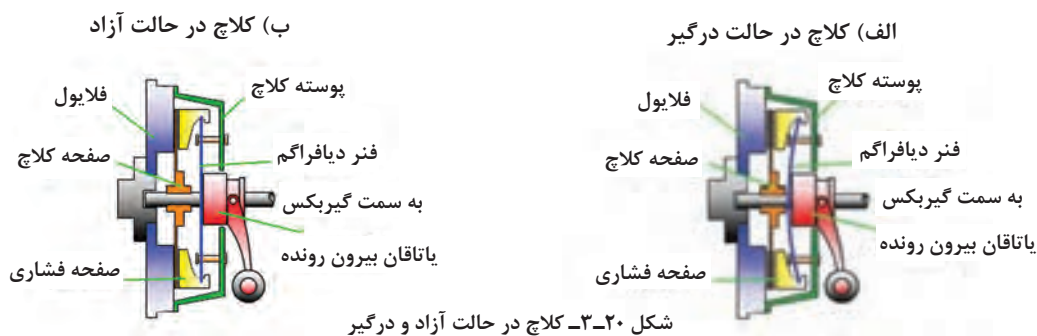 الف) کلاچ در حالت درگیر
پوسته کلاچ
فلایول
فنر دیافراگم
صفحه کلاچ
به سمت گیربکس
یاتاقان بیرون رونده
صفحه فشاری
ب) کلاچ در حالت آزاد
پوسته کلاچ
فلایول
فنر دیافراگم
صفحه کلاچ
به سمت گیربکس
یاتاقان بیرون رونده
صفحه فشاری
شکل ۲۰-۳- کلاچ در حالت آزاد و درگیر